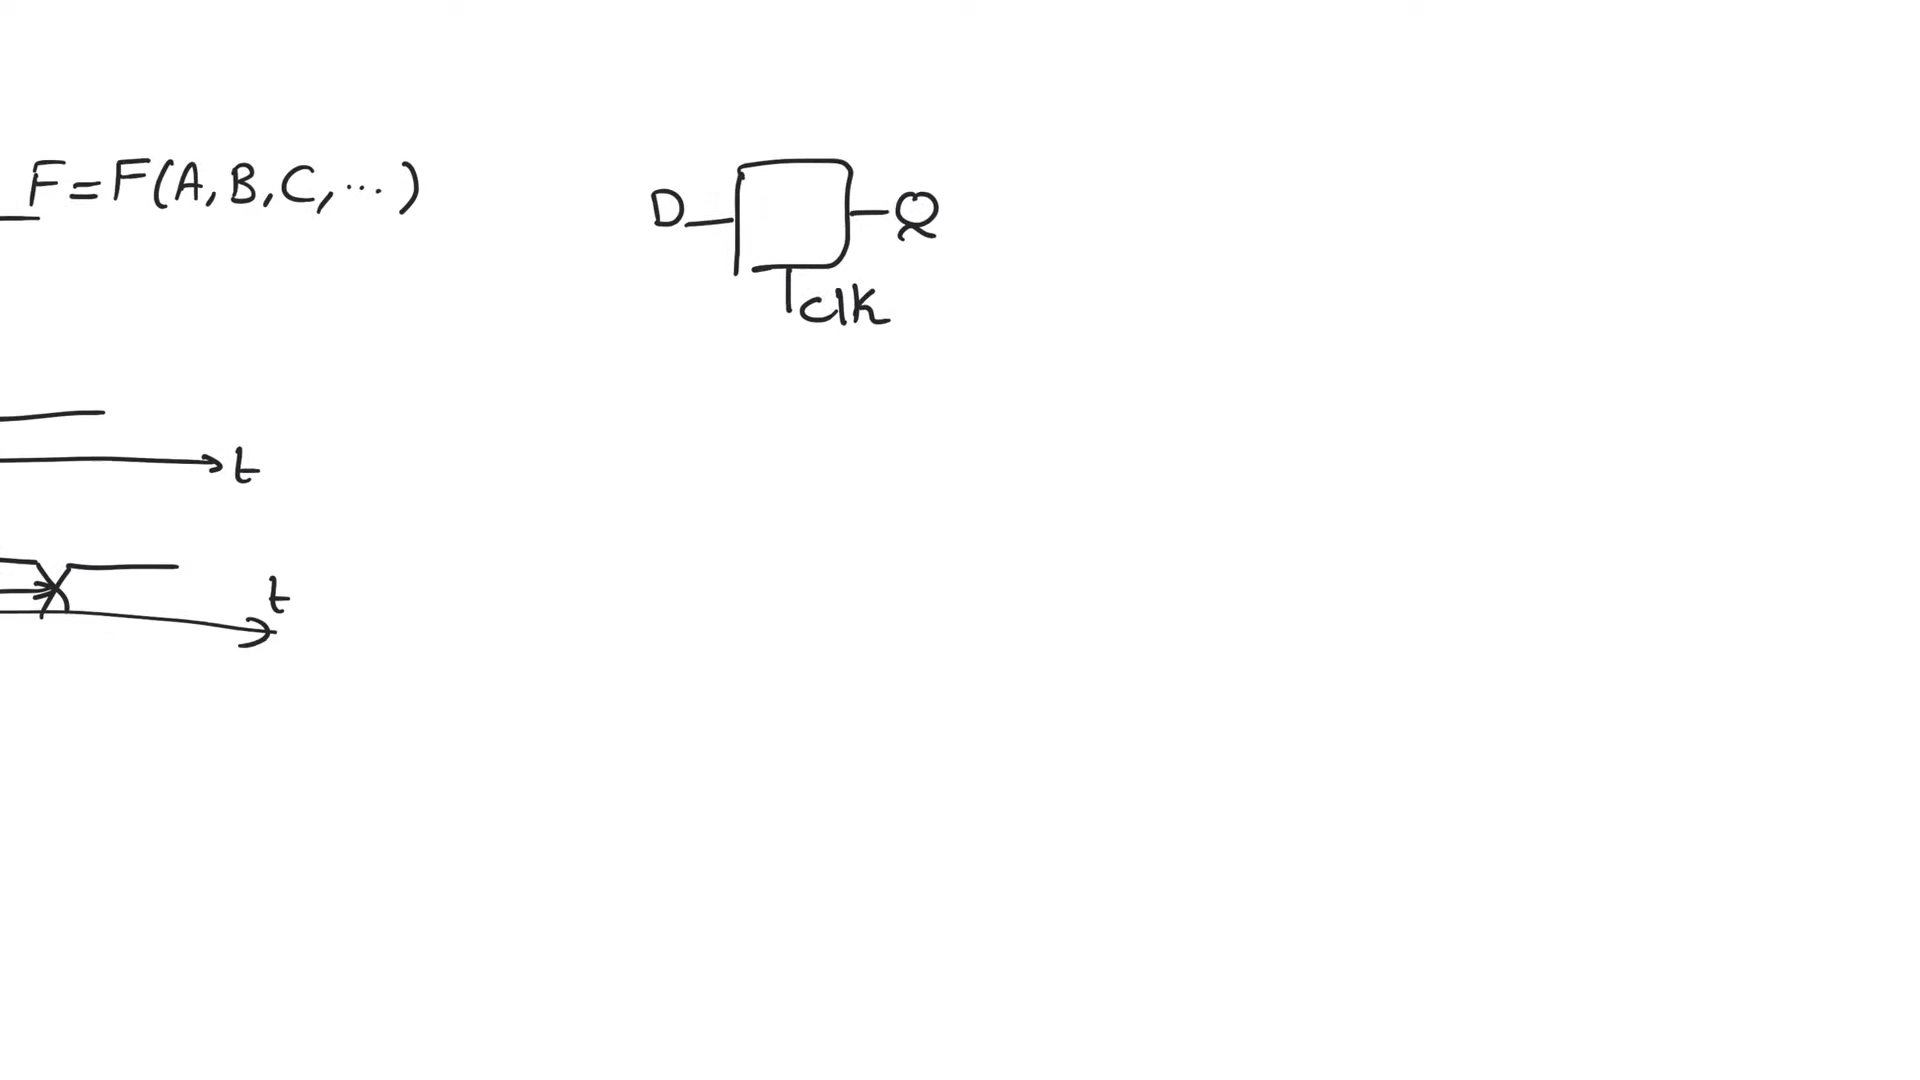 F=F(A,B,C,...)
D
Q
clk
t
t